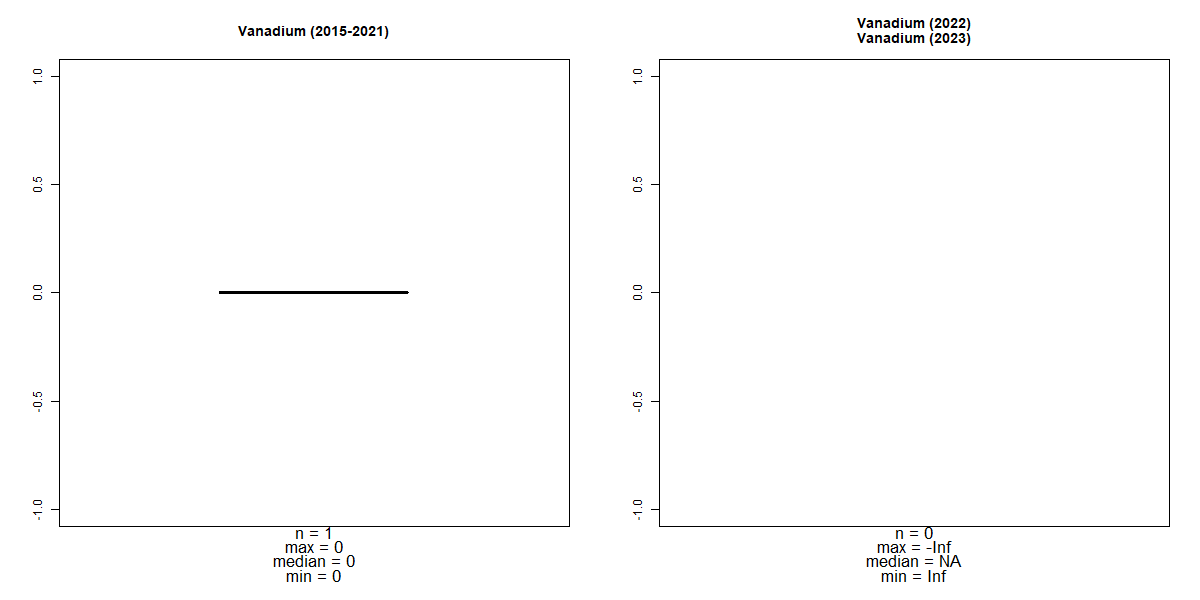 Vanadium (2015-2021)
1.0
0.5
0.0
-0.5
-1.0
n = 1
max = 0
median = 0
min = 0
Vanadium (2022)
Vanadium (2023)
1.0
0.5
0.0
-0.5
-1.0
n = 0
max = -Inf
median = NA
min = Inf